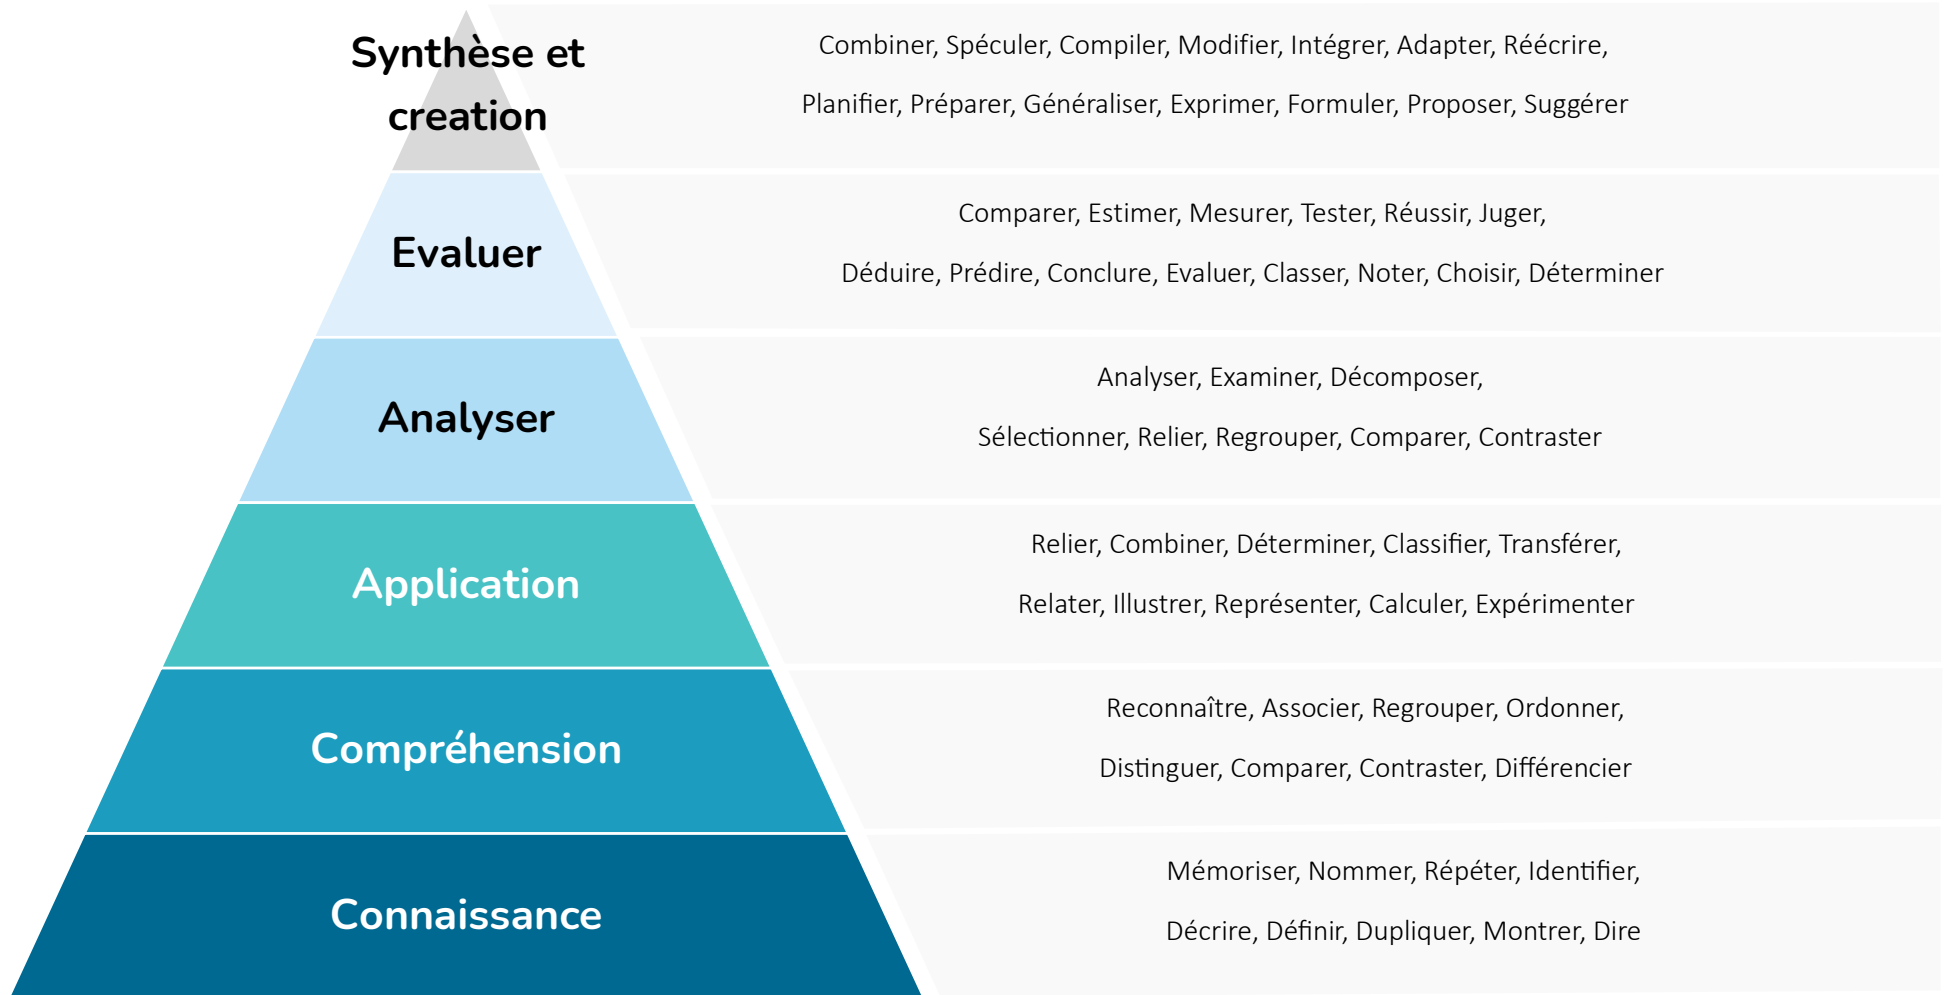 Synthèse et
creation
Combiner, Spéculer, Compiler, Modifier, Intégrer, Adapter, Réécrire,
Planifier, Préparer, Généraliser, Exprimer, Formuler, Proposer, Suggérer
Evaluer
Comparer, Estimer, Mesurer, Tester, Réussir, Juger,
Déduire, Prédire, Conclure, Evaluer, Classer, Noter, Choisir, Déterminer
Analyser
Analyser, Examiner, Décomposer,
Sélectionner, Relier, Regrouper, Comparer, Contraster
Application
Relier, Combiner, Déterminer, Classifier, Transférer,
Relater, Illustrer, Représenter, Calculer, Expérimenter
Compréhension
Reconnaître, Associer, Regrouper, Ordonner,
Distinguer, Comparer, Contraster, Différencier
Connaissance
Mémoriser, Nommer, Répéter, Identifier,
Décrire, Définir, Dupliquer, Montrer, Dire